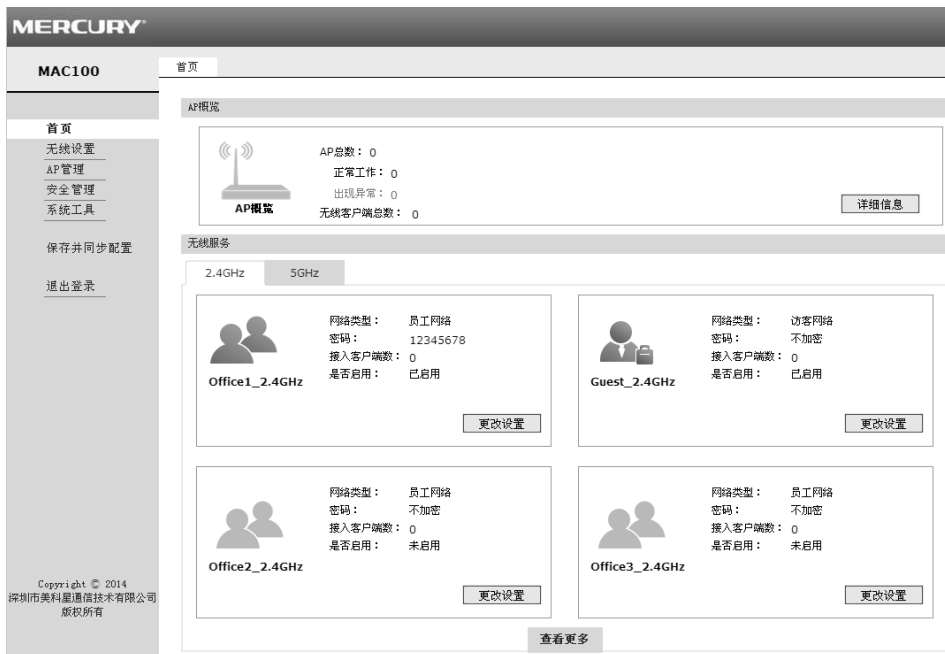 MERCURY
MAC100
首页
首页
无线设置
AP管理
安全管理
系统工具
保存并同步配置
退出登录
Copyright © 2014
深圳市美科星通信技术有限公司
版权所有
AP概览
AP概览
AP总数： 0
正常工作： 0
出现异常： 0
无线客户端总数： 0
详细信息
无线服务
2.4GHz 5GHz
Office1_2.4GHz
网络类型： 员工网络
密码： 12345678
接入客户端数： 0
是否启用： 已启用
更改设置
Guest_2.4GHz
网络类型： 访客网络
密码： 不加密
接入客户端数： 0
是否启用： 已启用
更改设置
Office2_2.4GHz
网络类型： 员工网络
密码： 不加密
接入客户端数： 0
是否启用： 未启用
更改设置
Office3_2.4GHz
网络类型： 员工网络
密码： 不加密
接入客户端数： 0
是否启用： 未启用
更改设置
查看更多